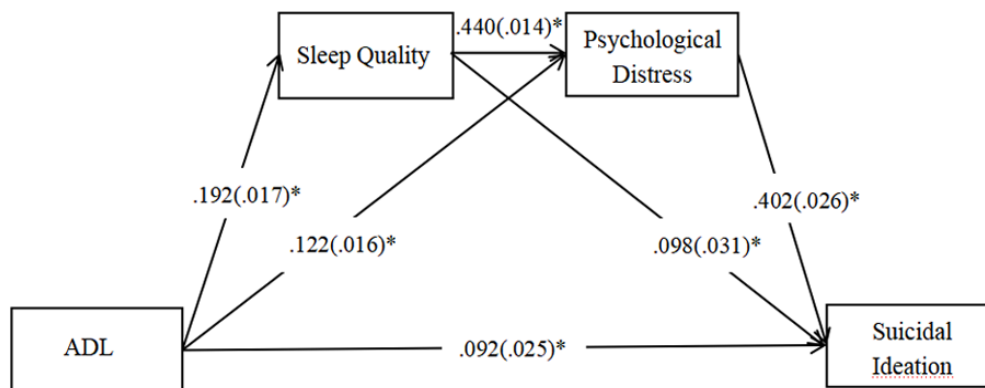 .440(.014)*
Sleep Quality
Psychological
Distress
.192(.017)*
.402(.026)*
.122(.016)*
.098(.031)*
ADL
.092(.025)*
Suicidal
Ideation